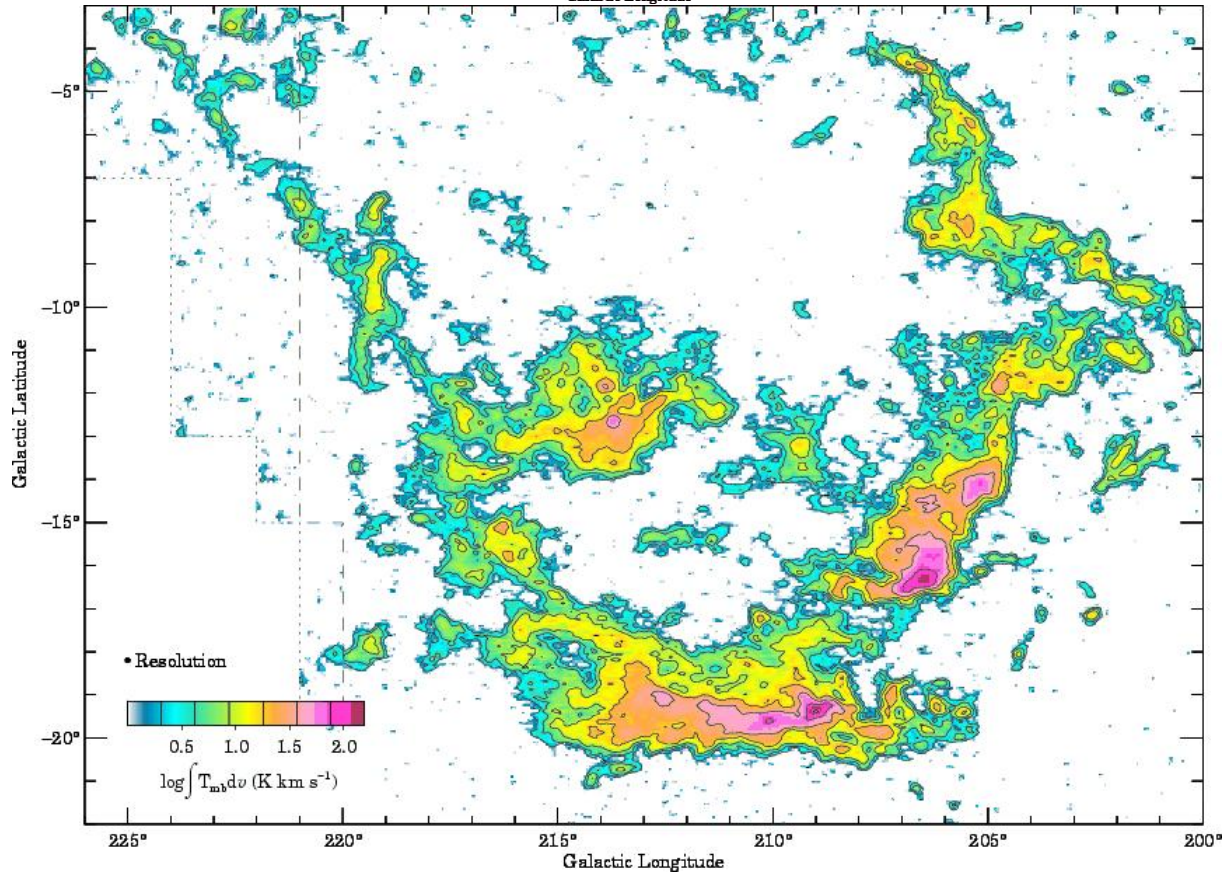 −5°
−10°
−15°
−20°
Galactic Latitude
Resolution
0.5 1.0 1.5 2.0
log∫T_mb dv (K km s⁻¹)
225° 220° 215° 210° 205° 200°
Galactic Longitude